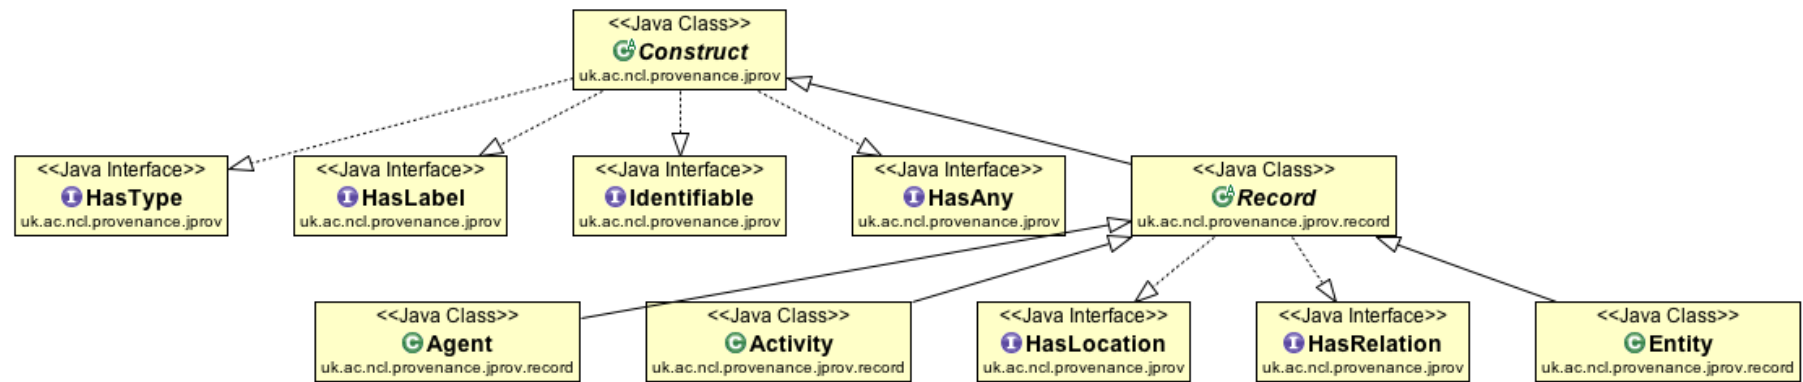 <<Java Class>>
Construct
uk.ac.ncl.provenance.jprov
<<Java Interface>>
HasType
uk.ac.ncl.provenance.jprov
<<Java Interface>>
HasLabel
uk.ac.ncl.provenance.jprov
<<Java Interface>>
Identifiable
uk.ac.ncl.provenance.jprov
<<Java Interface>>
HasAny
uk.ac.ncl.provenance.jprov
<<Java Class>>
Record
uk.ac.ncl.provenance.jprov.record
<<Java Class>>
Agent
uk.ac.ncl.provenance.jprov.record
<<Java Class>>
Activity
uk.ac.ncl.provenance.jprov.record
<<Java Interface>>
HasLocation
uk.ac.ncl.provenance.jprov
<<Java Interface>>
HasRelation
uk.ac.ncl.provenance.jprov
<<Java Class>>
Entity
uk.ac.ncl.provenance.jprov.record